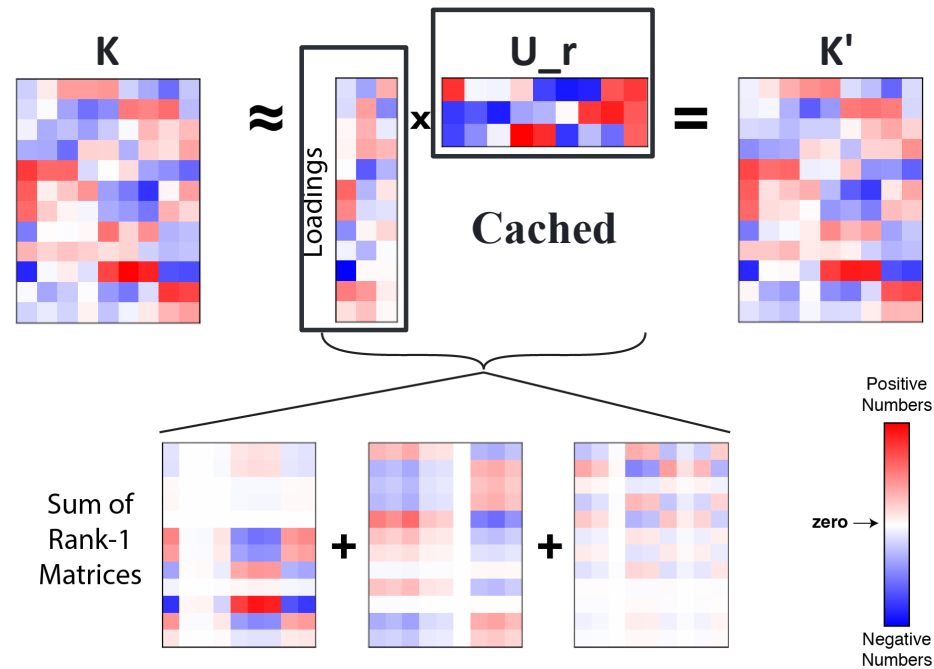 K
≈
Loadings
x
U_r
=
K'
Cached
Sum of
Rank-1
Matrices
+
+
Positive
Numbers
zero
Negative
Numbers